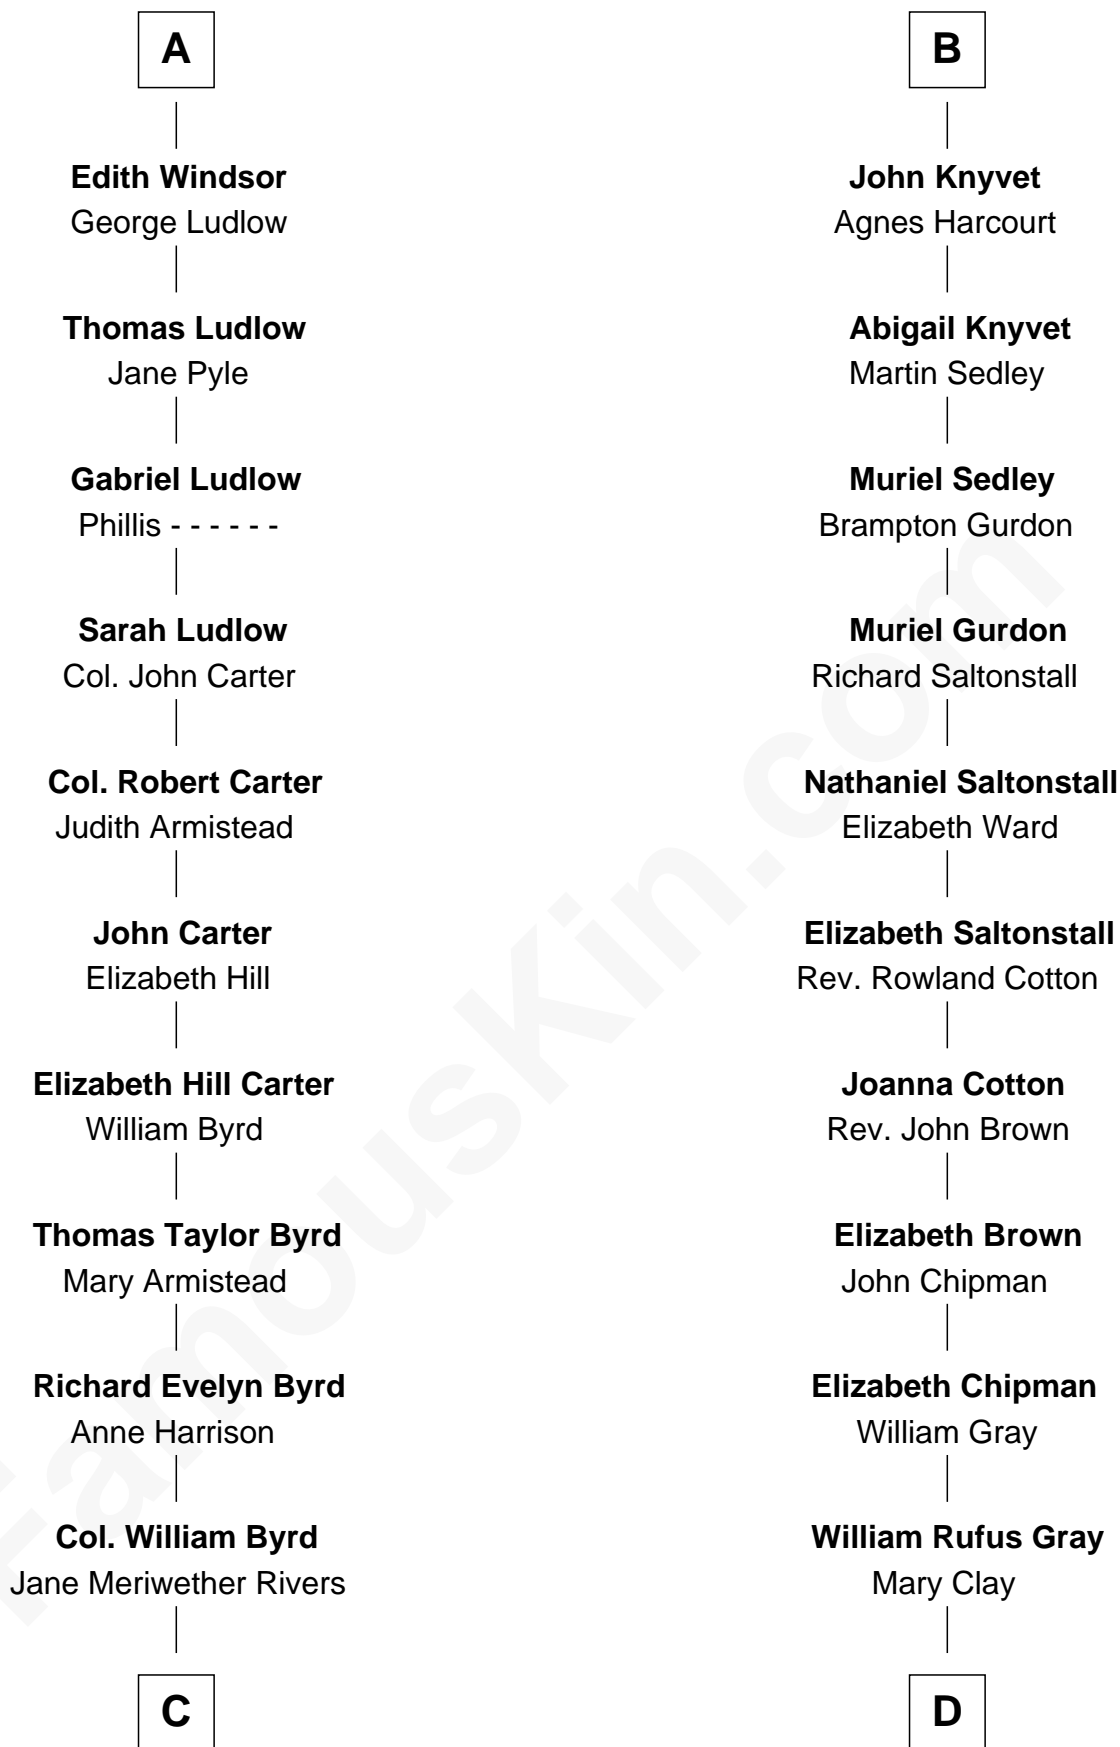 A
Edith Windsor
George Ludlow
Thomas Ludlow
Jane Pyle
Gabriel Ludlow
Phillis - - - - - -
Sarah Ludlow
Col. John Carter
Col. Robert Carter
Judith Armistead
John Carter
Elizabeth Hill
Elizabeth Hill Carter
William Byrd
Thomas Taylor Byrd
Mary Armistead
Richard Evelyn Byrd
Anne Harrison
Col. William Byrd
Jane Meriwether Rivers
C
B
John Knyvet
Agnes Harcourt
Abigail Knyvet
Martin Sedley
Muriel Sedley
Brampton Gurdon
Muriel Gurdon
Richard Saltonstall
Nathaniel Saltonstall
Elizabeth Ward
Elizabeth Saltonstall
Rev. Rowland Cotton
Joanna Cotton
Rev. John Brown
Elizabeth Brown
John Chipman
Elizabeth Chipman
William Gray
William Rufus Gray
Mary Clay
D
FamousKin.com